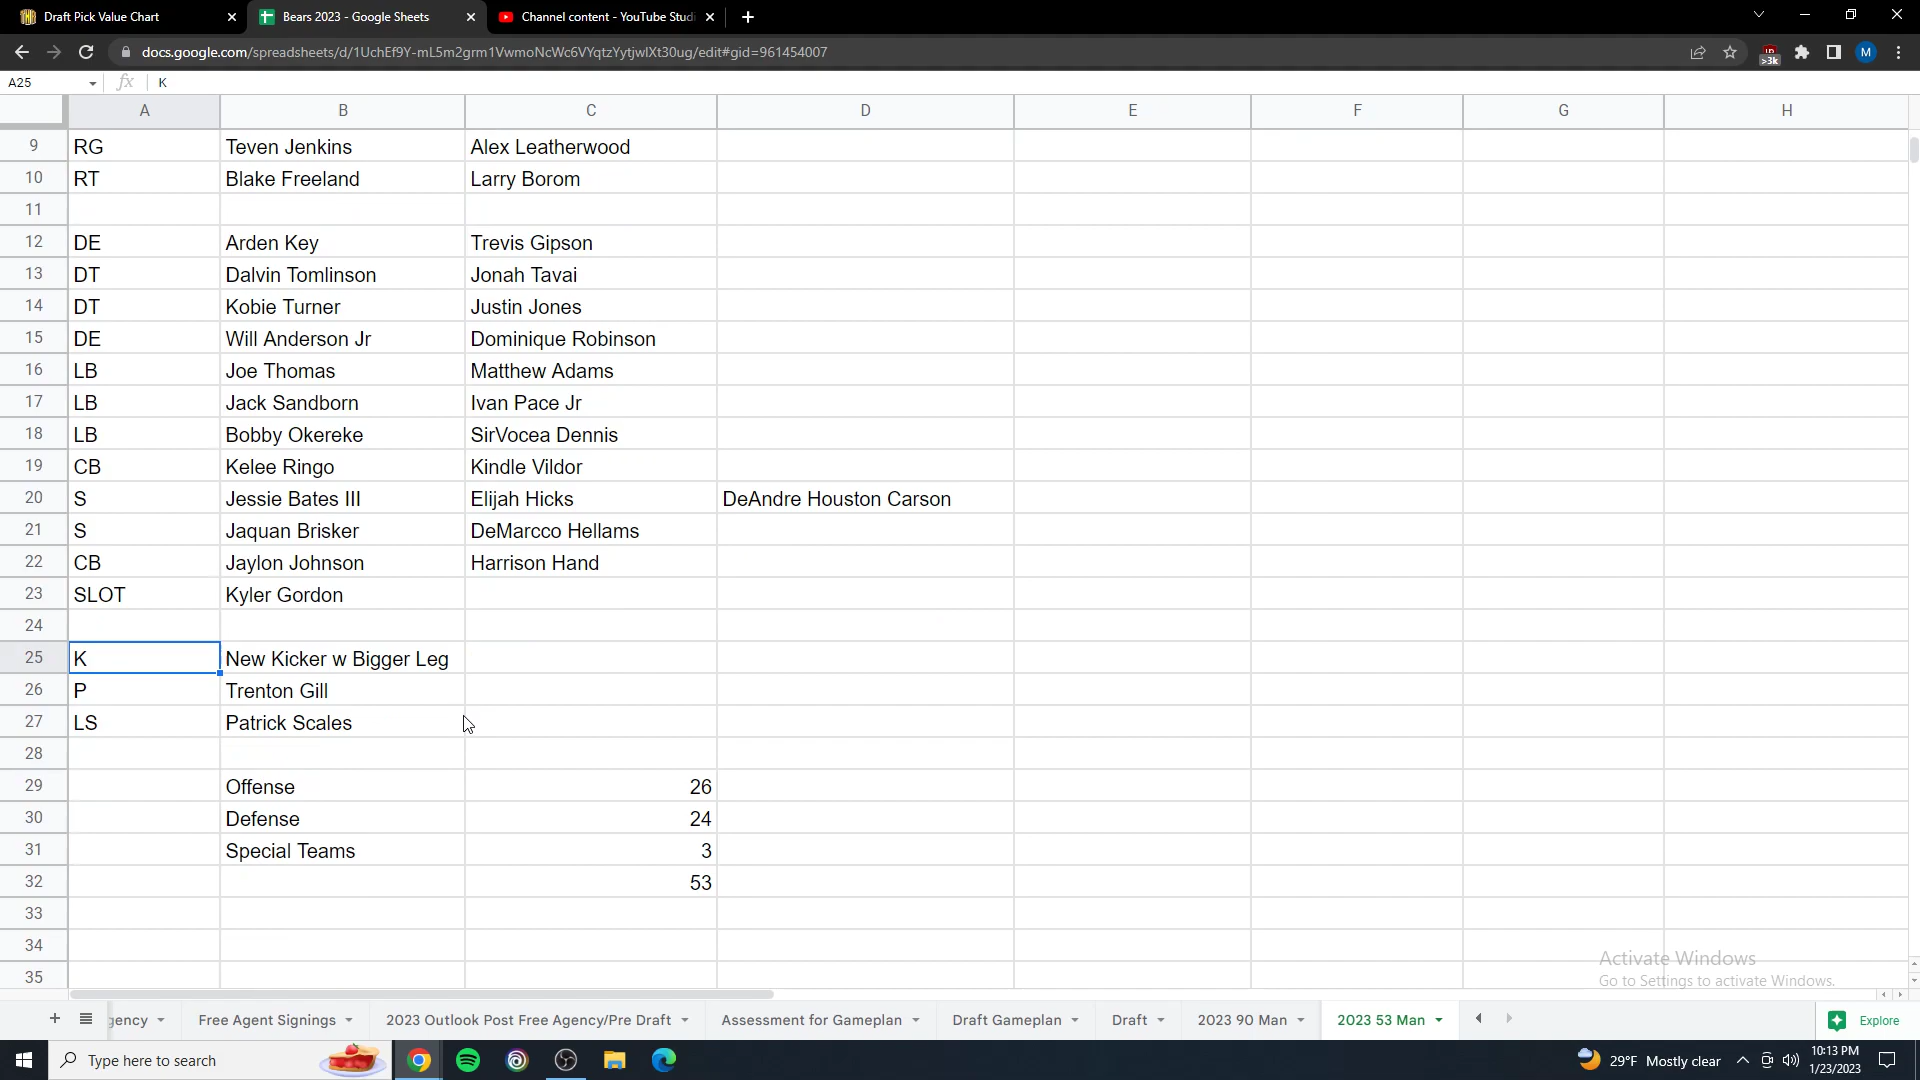 Draft Pick Value Chart
Bears 2023 - Google Sheets
Channel content - YouTube Studi
docs.google.com/spreadsheets/d/1UchEf9Y-mL5m2grm1VwmoNcWc6VYqtzYytjwlXt30ug/edit#gid=961454007
>3k
M
A25 fx K
A B C D E F G H
9 RG Teven Jenkins Alex Leatherwood
10 RT Blake Freeland Larry Borom
11
12 DE Arden Key Trevis Gipson
13 DT Dalvin Tomlinson Jonah Tavai
14 DT Kobie Turner Justin Jones
15 DE Will Anderson Jr Dominique Robinson
16 LB Joe Thomas Matthew Adams
17 LB Jack Sandborn Ivan Pace Jr
18 LB Bobby Okereke SirVocea Dennis
19 CB Kelee Ringo Kindle Vildor
20 S Jessie Bates III Elijah Hicks DeAndre Houston Carson
21 S Jaquan Brisker DeMarcco Hellams
22 CB Jaylon Johnson Harrison Hand
23 SLOT Kyler Gordon
24
25 K New Kicker w Bigger Leg
26 P Trenton Gill
27 LS Patrick Scales
28
29 Offense 26
30 Defense 24
31 Special Teams 3
32 53
33
34
35
Activate Windows
Go to Settings to activate Windows.
gency Free Agent Signings 2023 Outlook Post Free Agency/Pre Draft Assessment for Gameplan Draft Gameplan Draft 2023 90 Man 2023 53 Man Explore
Type here to search
29°F Mostly clear
10:13 PM
1/23/2023